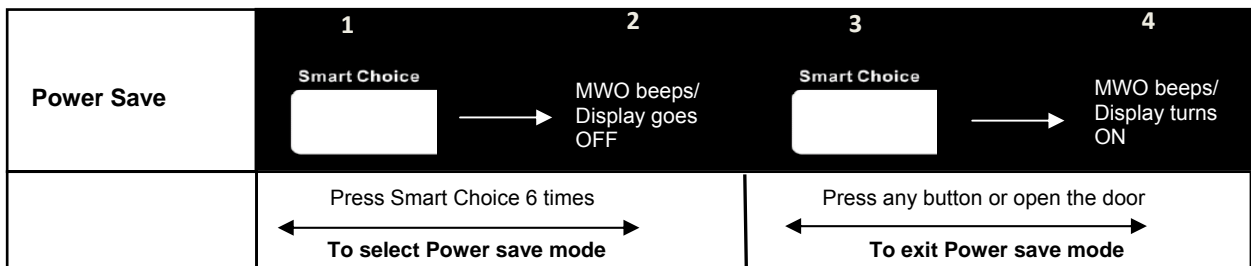 1
2
3
4
Power Save
Smart Choice
MWO beeps/
Display goes
OFF
Smart Choice
MWO beeps/
Display turns
ON
Press Smart Choice 6 times
To select Power save mode
Press any button or open the door
To exit Power save mode